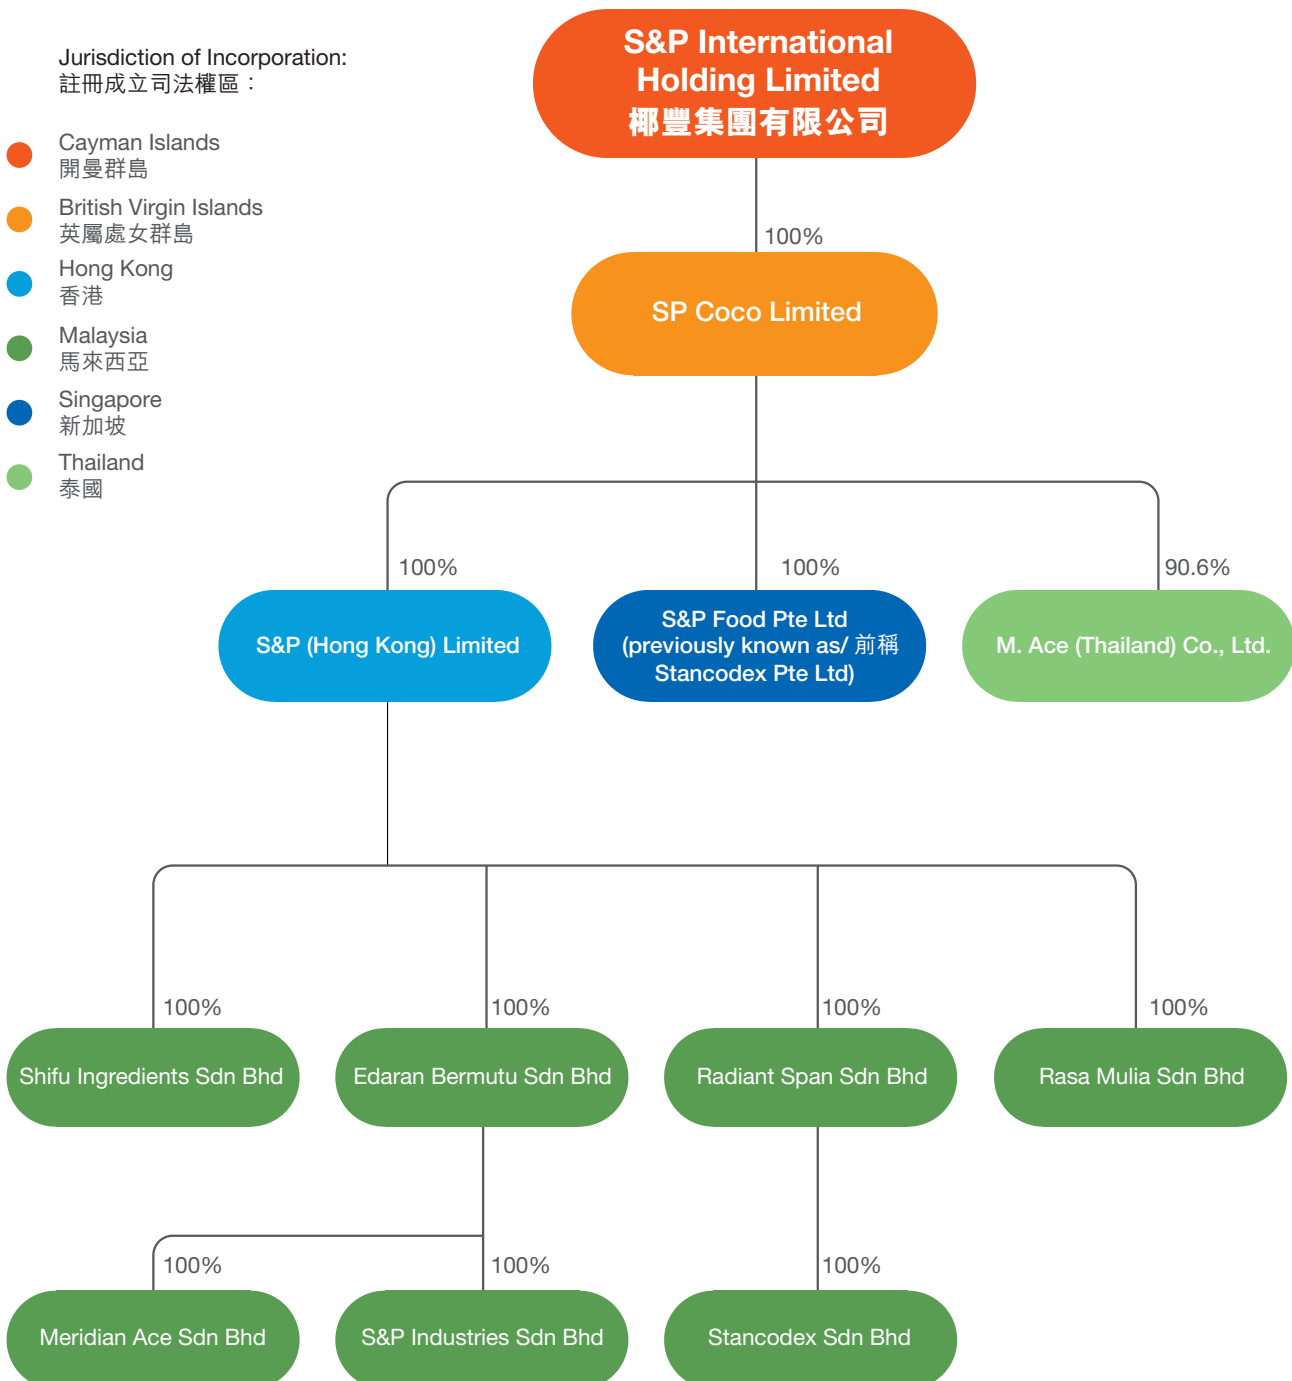 Jurisdiction of Incorporation:
註冊成立司法權區：
Cayman Islands
開曼群島
British Virgin Islands
英屬處女群島
Hong Kong
香港
Malaysia
馬來西亞
Singapore
新加坡
Thailand
泰國
S&P International
Holding Limited
椰豐集團有限公司
100%
SP Coco Limited
100%
100%
90.6%
S&P (Hong Kong) Limited
S&P Food Pte Ltd
(previously known as/ 前稱
Stancodex Pte Ltd)
M. Ace (Thailand) Co., Ltd.
100%
100%
100%
100%
Shifu Ingredients Sdn Bhd
Edaran Bermutu Sdn Bhd
Radiant Span Sdn Bhd
Rasa Mulia Sdn Bhd
100%
100%
100%
Meridian Ace Sdn Bhd
S&P Industries Sdn Bhd
Stancodex Sdn Bhd